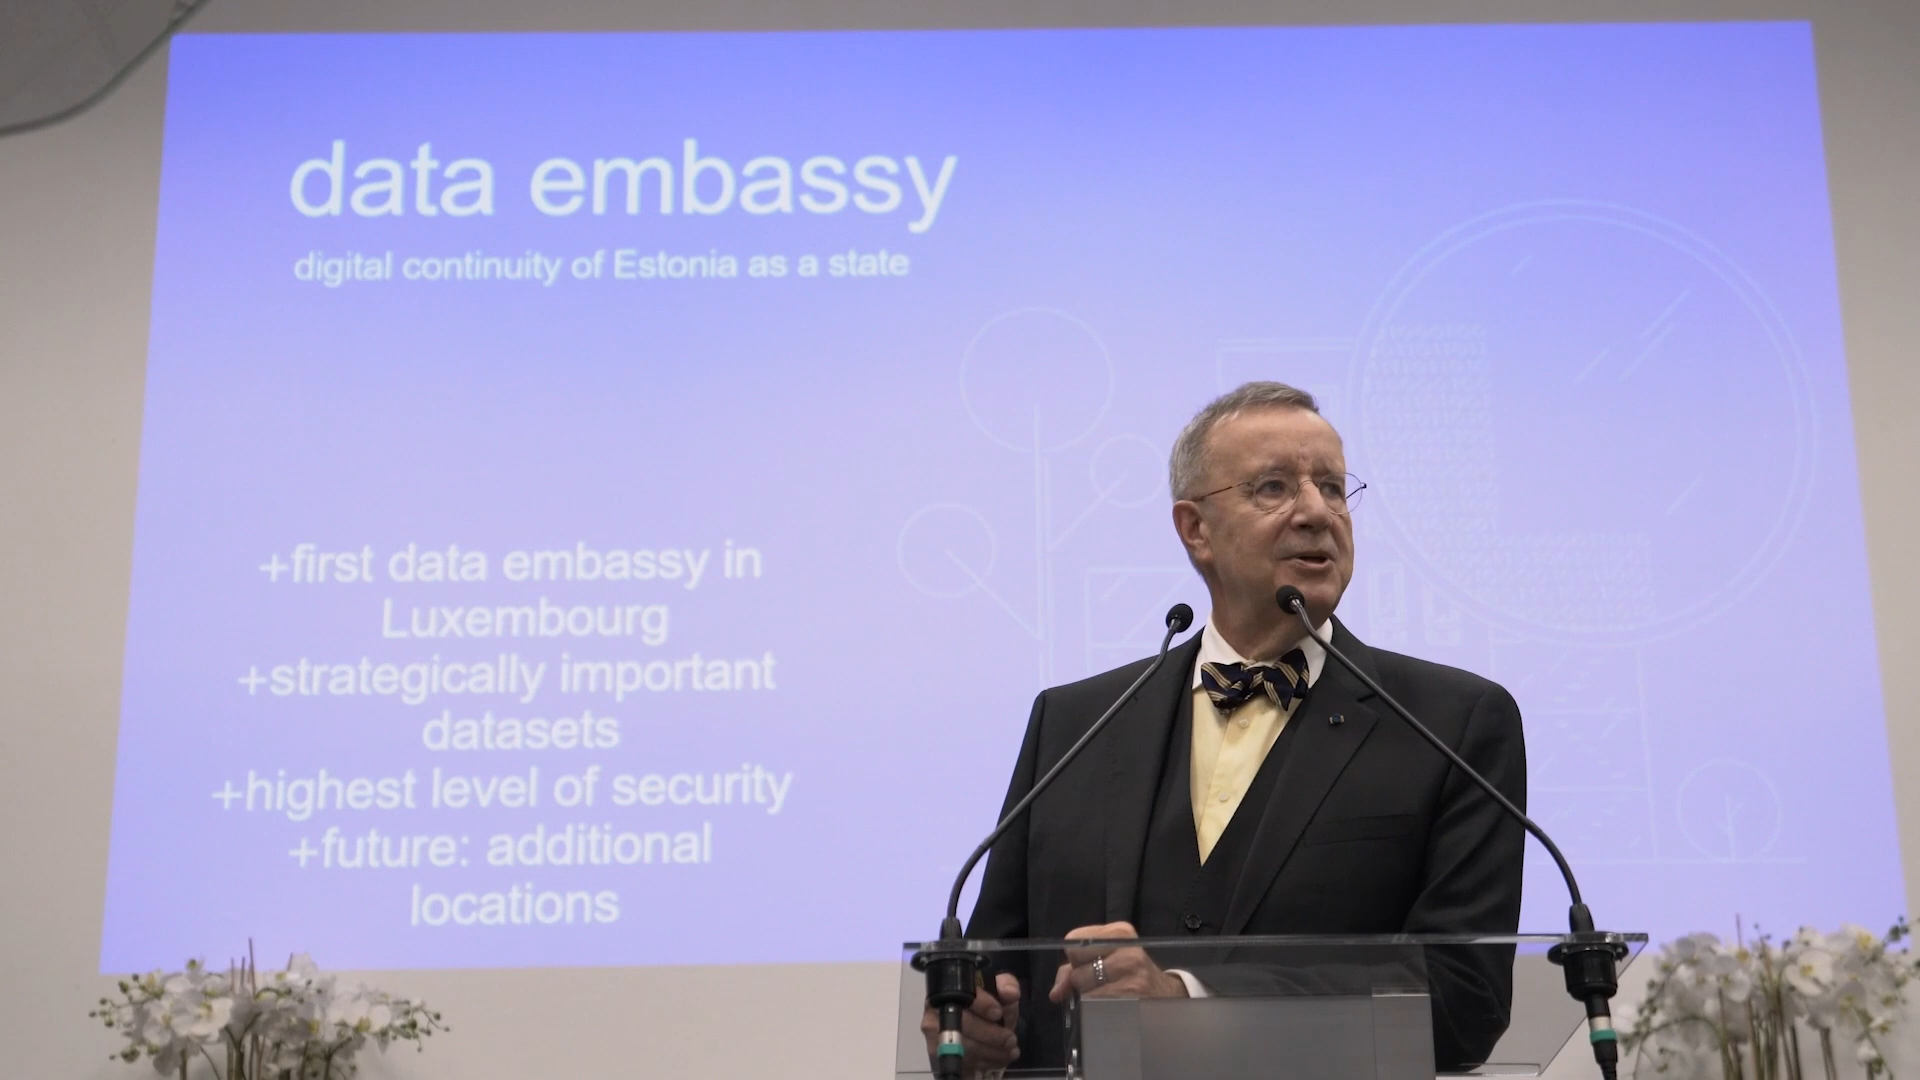 data embassy
digital continuity of Estonia as a state
+first data embassy in
Luxembourg
+strategically important
datasets
+highest level of security
+future: additional
locations